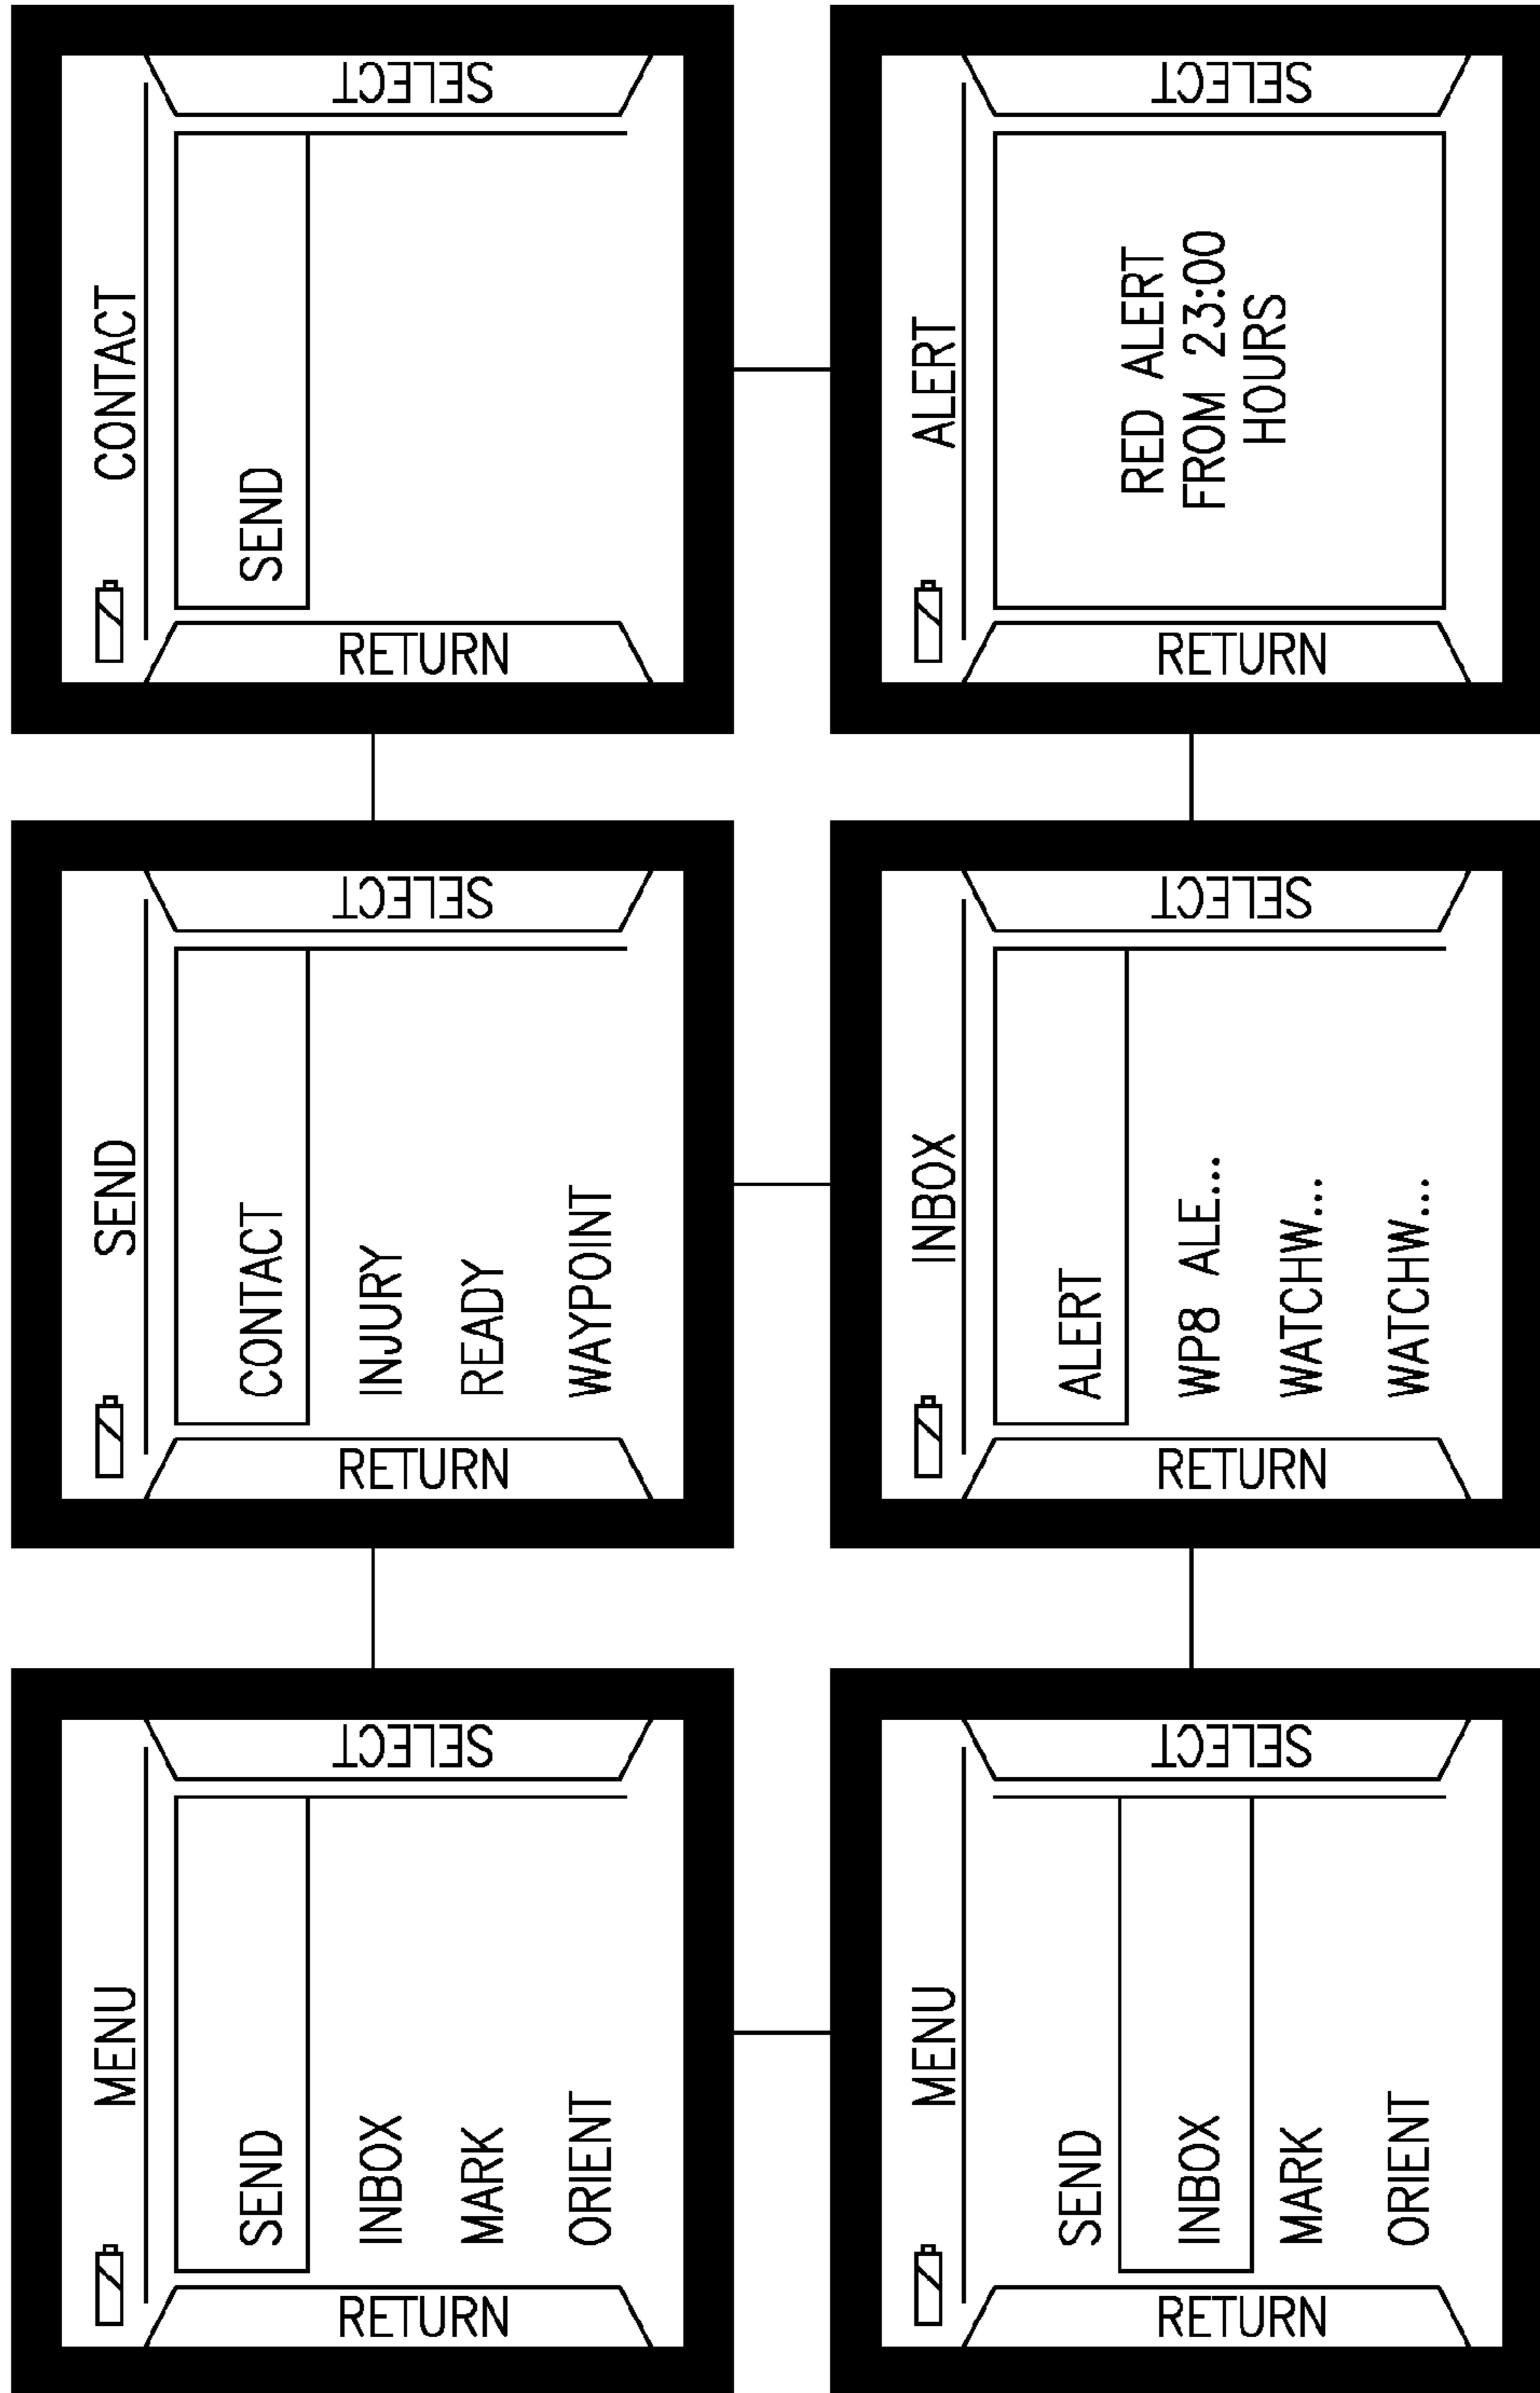 MENU
RETURN
SEND
INBOX
MARK
ORIENT
SELECT
SEND
RETURN
CONTACT
INJURY
READY
WAYPOINT
SELECT
CONTACT
RETURN
SEND
SELECT
MENU
RETURN
SEND
INBOX
MARK
ORIENT
SELECT
INBOX
RETURN
ALERT
WP8 ALE...
WATCHW...
WATCHW...
SELECT
ALERT
RETURN
RED ALERT
FROM 23:00
HOURS
SELECT